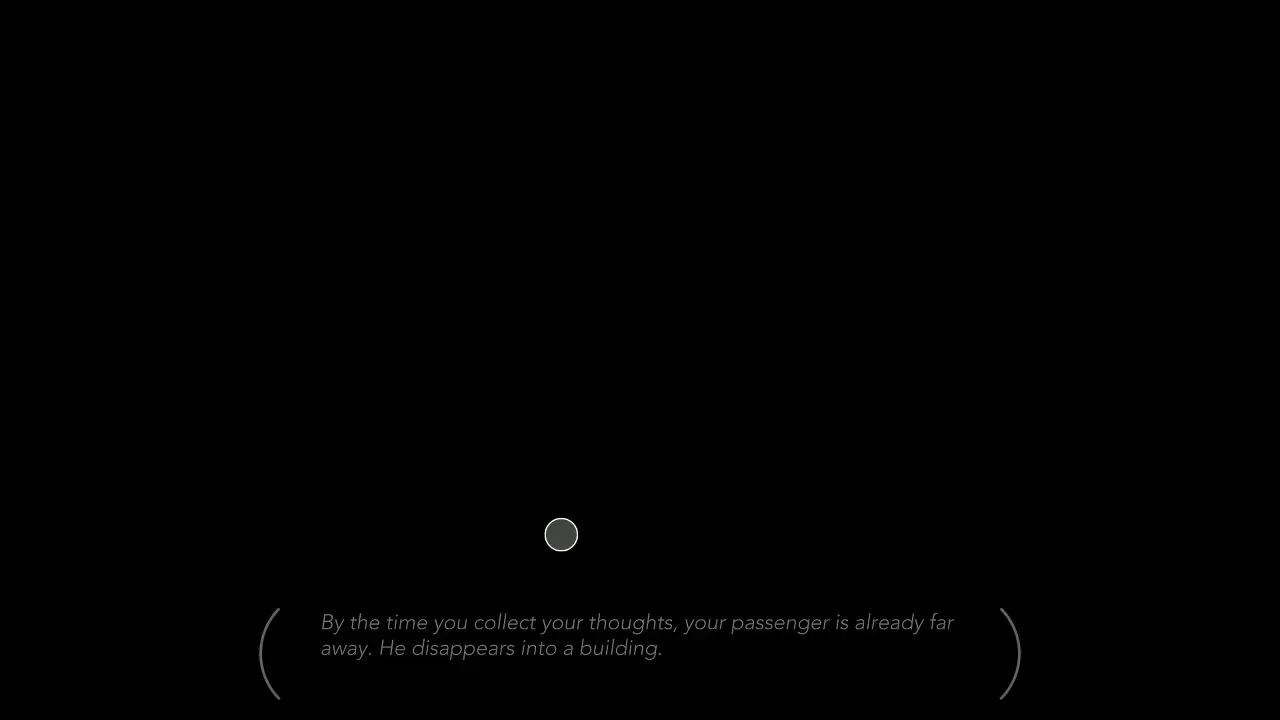 By the time you collect your thoughts, your passenger is already far
away. He disappears into a building.